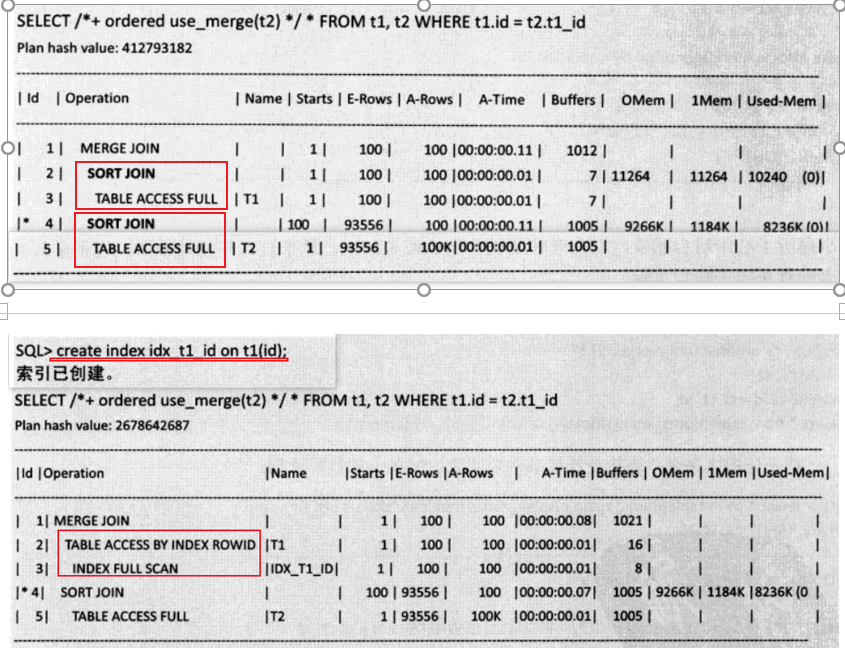 SELECT /*+ ordered use_merge(t2) */ * FROM t1, t2 WHERE t1.id = t2.t1_id
Plan hash value: 412793182
| Id | Operation | Name | Starts | E-Rows | A-Rows | A-Time | Buffers | OMem | 1Mem | Used-Mem |
| 1 | MERGE JOIN | | 1 | 100 | 100 |00:00:00.11 | 1012 | | | |
| 2 | SORT JOIN | | 1 | 100 | 100 |00:00:00.01 | 7 | 11264 | 11264 | 10240 (0)|
| 3 | TABLE ACCESS FULL | T1 | 1 | 100 | 100 |00:00:00.01 | 7 | | | |
|* 4 | SORT JOIN | | 100 | 93556 | 100 |00:00:00.11 | 1005 | 9266K | 1184K | 8236K (0)|
| 5 | TABLE ACCESS FULL | T2 | 1 | 93556 | 100K|00:00:00.01 | 1005 | | | |
SQL> create index idx_t1_id on t1(id);
索引已创建。
SELECT /*+ ordered use_merge(t2) */ * FROM t1, t2 WHERE t1.id = t2.t1_id
Plan hash value: 2678642687
|Id |Operation |Name |Starts |E-Rows |A-Rows | A-Time |Buffers | OMem | 1Mem |Used-Mem|
| 1| MERGE JOIN | | 1 | 100 | 100 |00:00:00.08| 1021 | | | |
| 2| TABLE ACCESS BY INDEX ROWID |T1 | 1 | 100 | 100 |00:00:00.01| 16 | | | |
| 3| INDEX FULL SCAN |IDX_T1_ID| 1 | 100 | 100 |00:00:00.01| 8 | | | |
|* 4| SORT JOIN | | 100 | 93556 | 100 |00:00:00.07| 1005 | 9266K | 1184K |8236K (0 |
| 5| TABLE ACCESS FULL |T2 | 1 | 93556 | 100K |00:00:00.01| 1005 | | | |